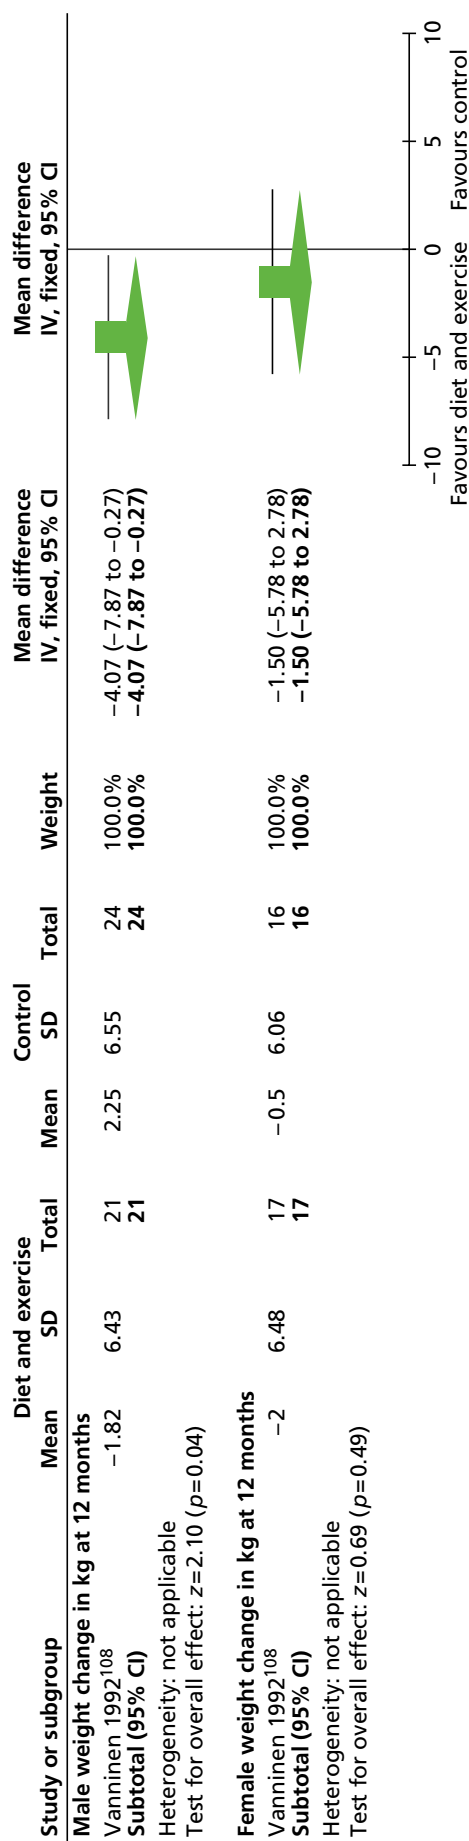 Diet and exercise Control Mean difference Mean difference
Study or subgroup Mean SD Total Mean SD Total Weight IV, fixed, 95% CI IV, fixed, 95% CI
Male weight change in kg at 12 months
Vanninen 1992108 −1.82 6.43 21 2.25 6.55 24 100.0% −4.07 (−7.87 to −0.27)
Subtotal (95% CI) 21 24 100.0% −4.07 (−7.87 to −0.27)
Heterogeneity: not applicable
Test for overall effect: z=2.10 (p=0.04)
Female weight change in kg at 12 months
Vanninen 1992108 −2 6.48 17 −0.5 6.06 16 100.0% −1.50 (−5.78 to 2.78)
Subtotal (95% CI) 17 16 100.0% −1.50 (−5.78 to 2.78)
Heterogeneity: not applicable
Test for overall effect: z=0.69 (p=0.49)
−10 −5 0 5 10
Favours diet and exercise Favours control